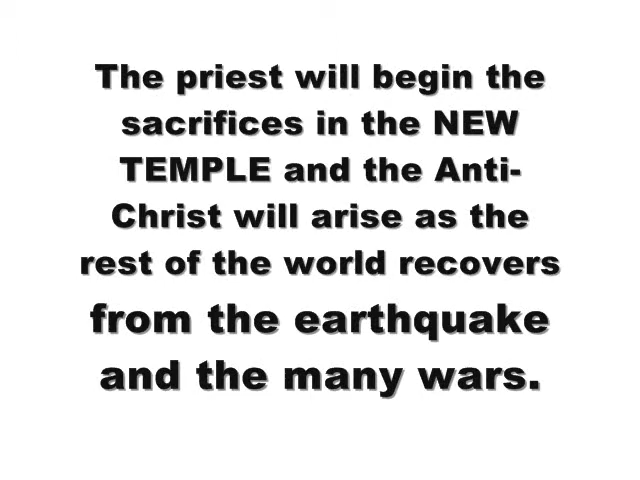 The priest will begin the
sacrifices in the NEW
TEMPLE and the Anti-
Christ will arise as the
rest of the world recovers
from the earthquake
and the many wars.